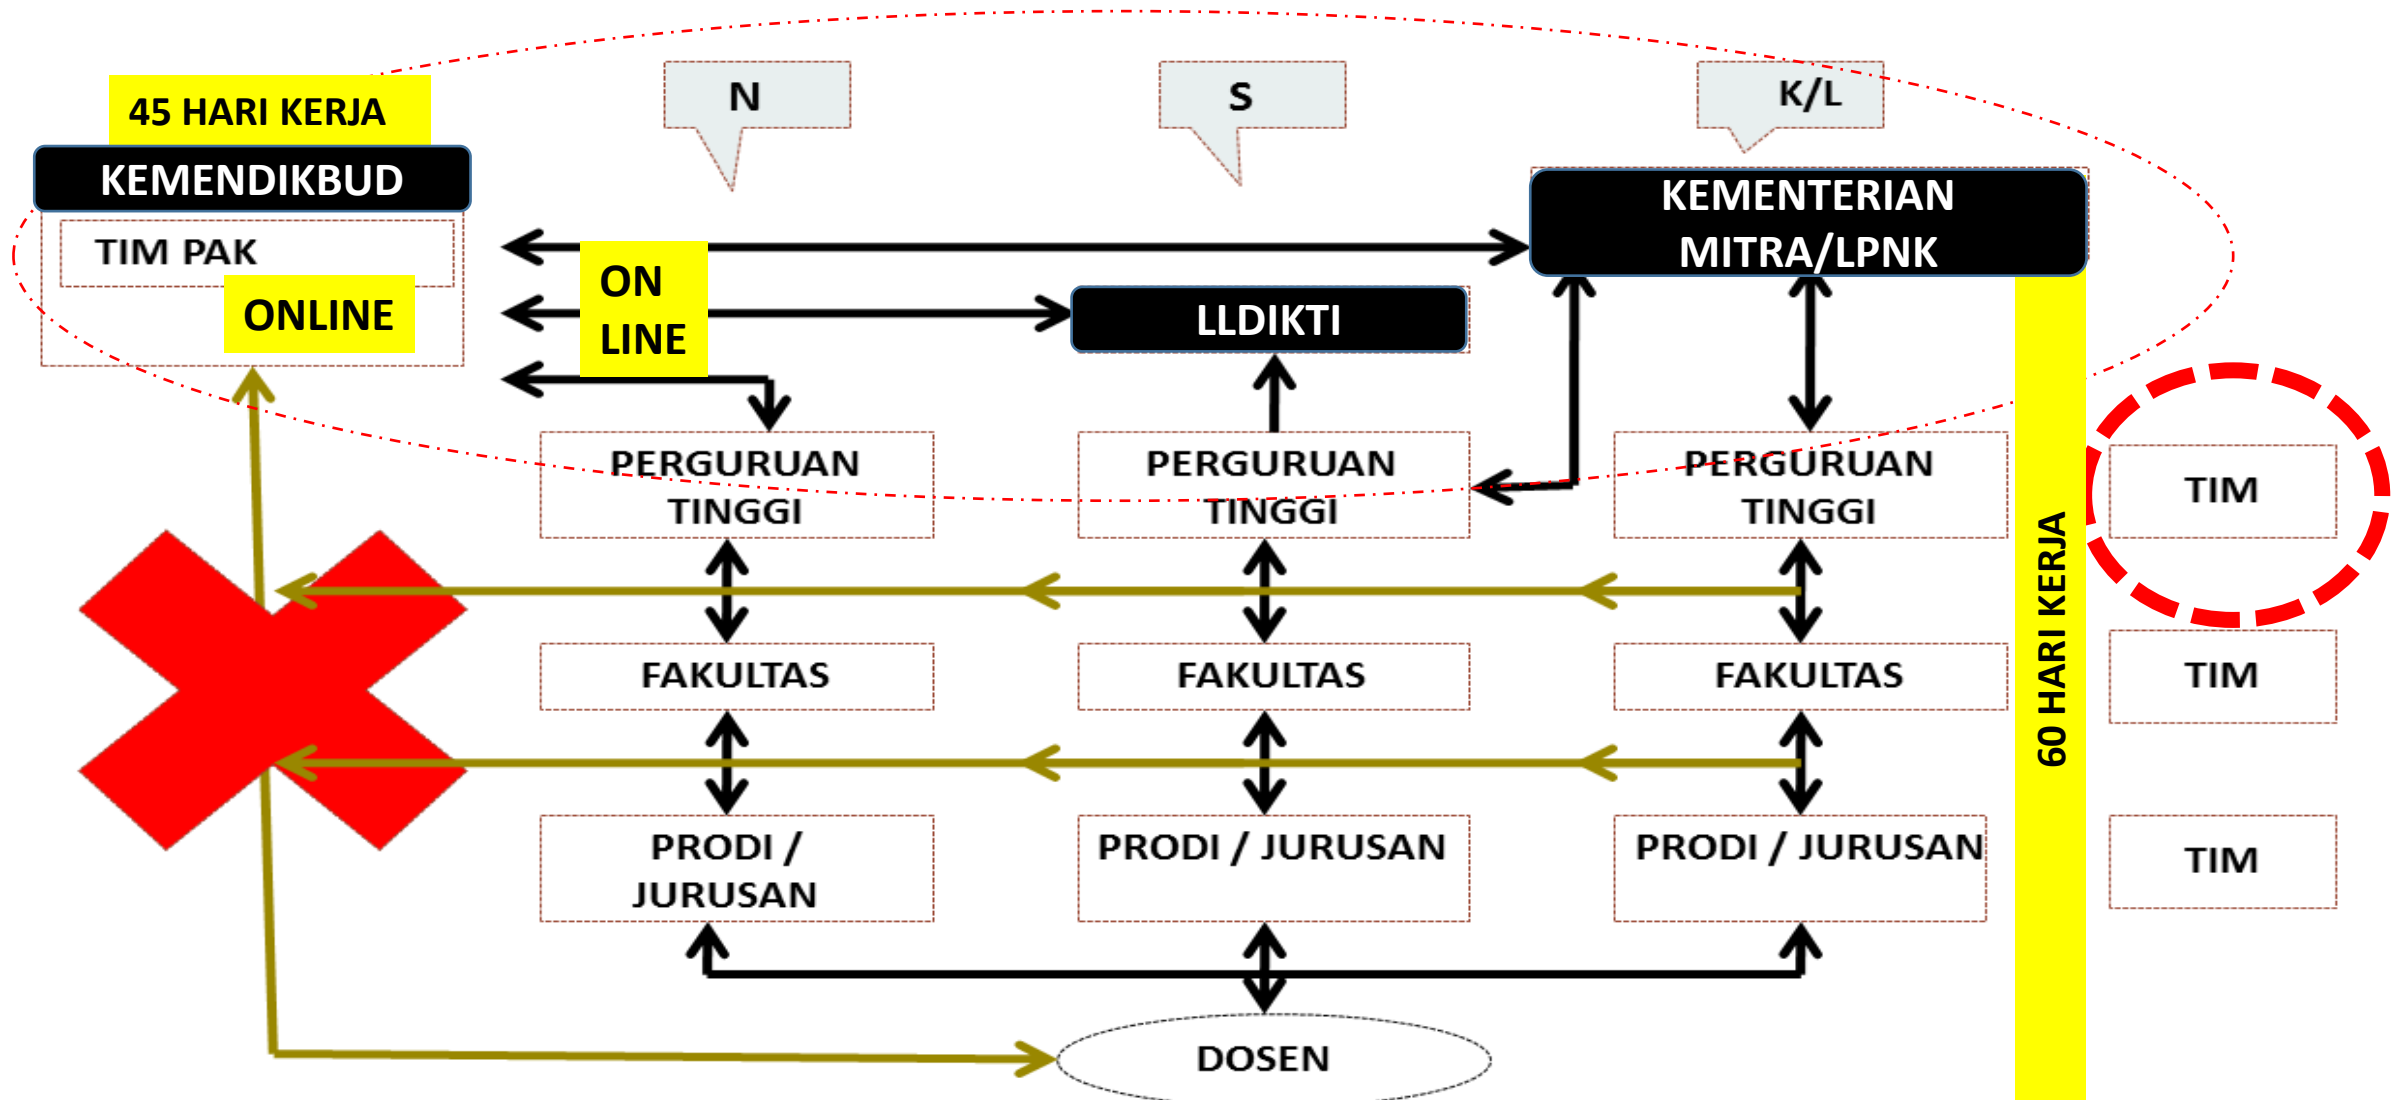 45 HARI KERJA
N
S
K/L
KEMENDIKBUD
KEMENTERIAN
MITRA/LPNK
TIM PAK
ONLINE
ON
LINE
LLDIKTI
PERGURUAN
TINGGI
PERGURUAN
TINGGI
PERGURUAN
TINGGI
TIM
60 HARI KERJA
FAKULTAS
FAKULTAS
FAKULTAS
TIM
PRODI /
JURUSAN
PRODI / JURUSAN
PRODI / JURUSAN
TIM
DOSEN